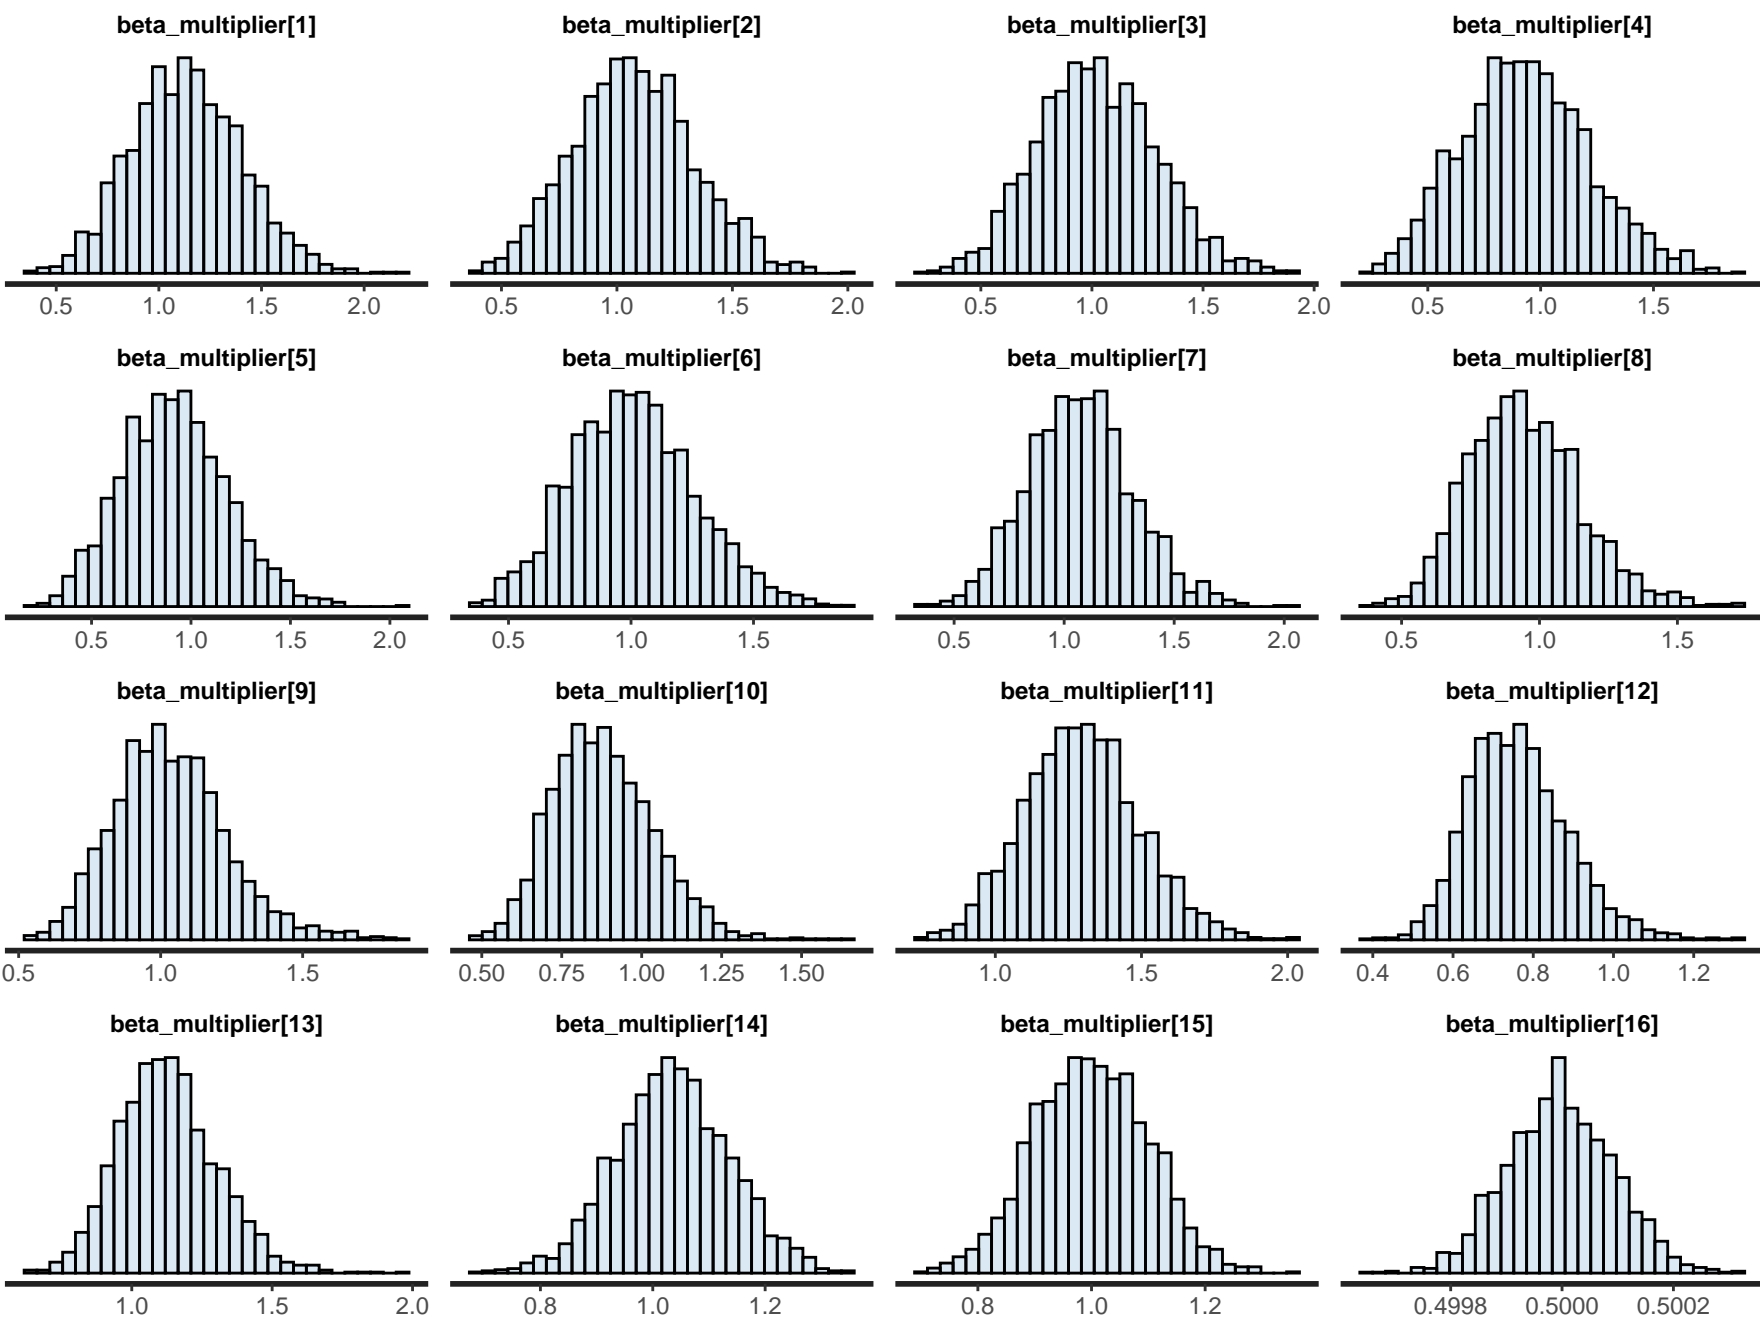 beta_multiplier[1] beta_multiplier[2] beta_multiplier[3] beta_multiplier[4]
0.5 1.0 1.5 2.0 0.5 1.0 1.5 2.0 0.5 1.0 1.5 2.0 0.5 1.0 1.5
beta_multiplier[5] beta_multiplier[6] beta_multiplier[7] beta_multiplier[8]
0.5 1.0 1.5 2.0 0.5 1.0 1.5 0.5 1.0 1.5 2.0 0.5 1.0 1.5
beta_multiplier[9] beta_multiplier[10] beta_multiplier[11] beta_multiplier[12]
0.5 1.0 1.5 0.50 0.75 1.00 1.25 1.50 1.0 1.5 2.0 0.4 0.6 0.8 1.0 1.2
beta_multiplier[13] beta_multiplier[14] beta_multiplier[15] beta_multiplier[16]
1.0 1.5 2.0 0.8 1.0 1.2 0.8 1.0 1.2 0.4998 0.5000 0.5002